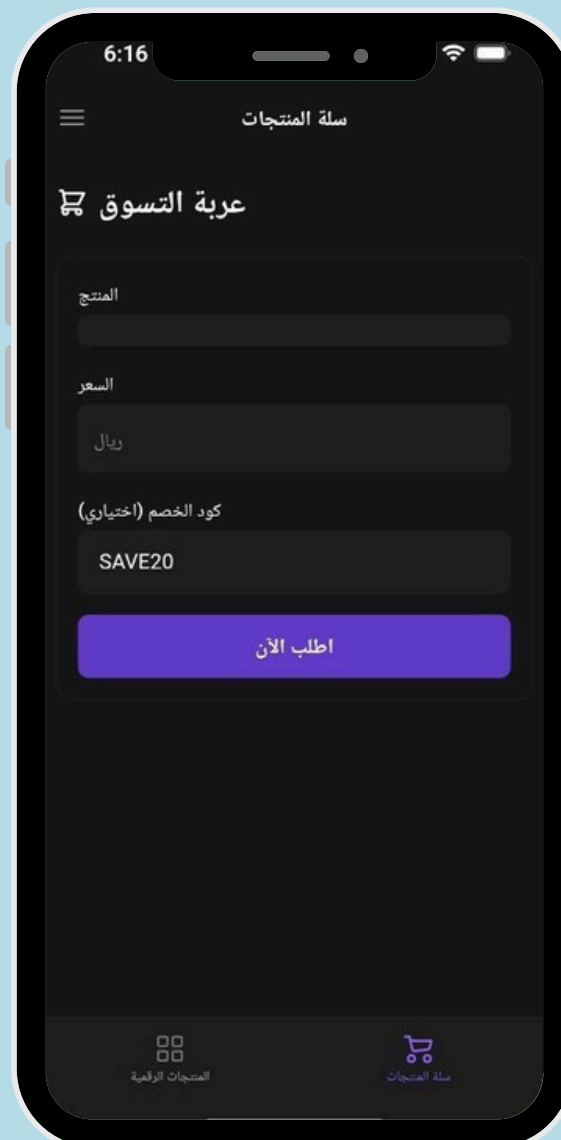 6:16
سلة المنتجات
عربة التسوق
المنتج
السعر
ريال
كود الخصم (اختياري)
SAVE20
اطلب الآن
سلة المنتجات
المنتجات الرقمية